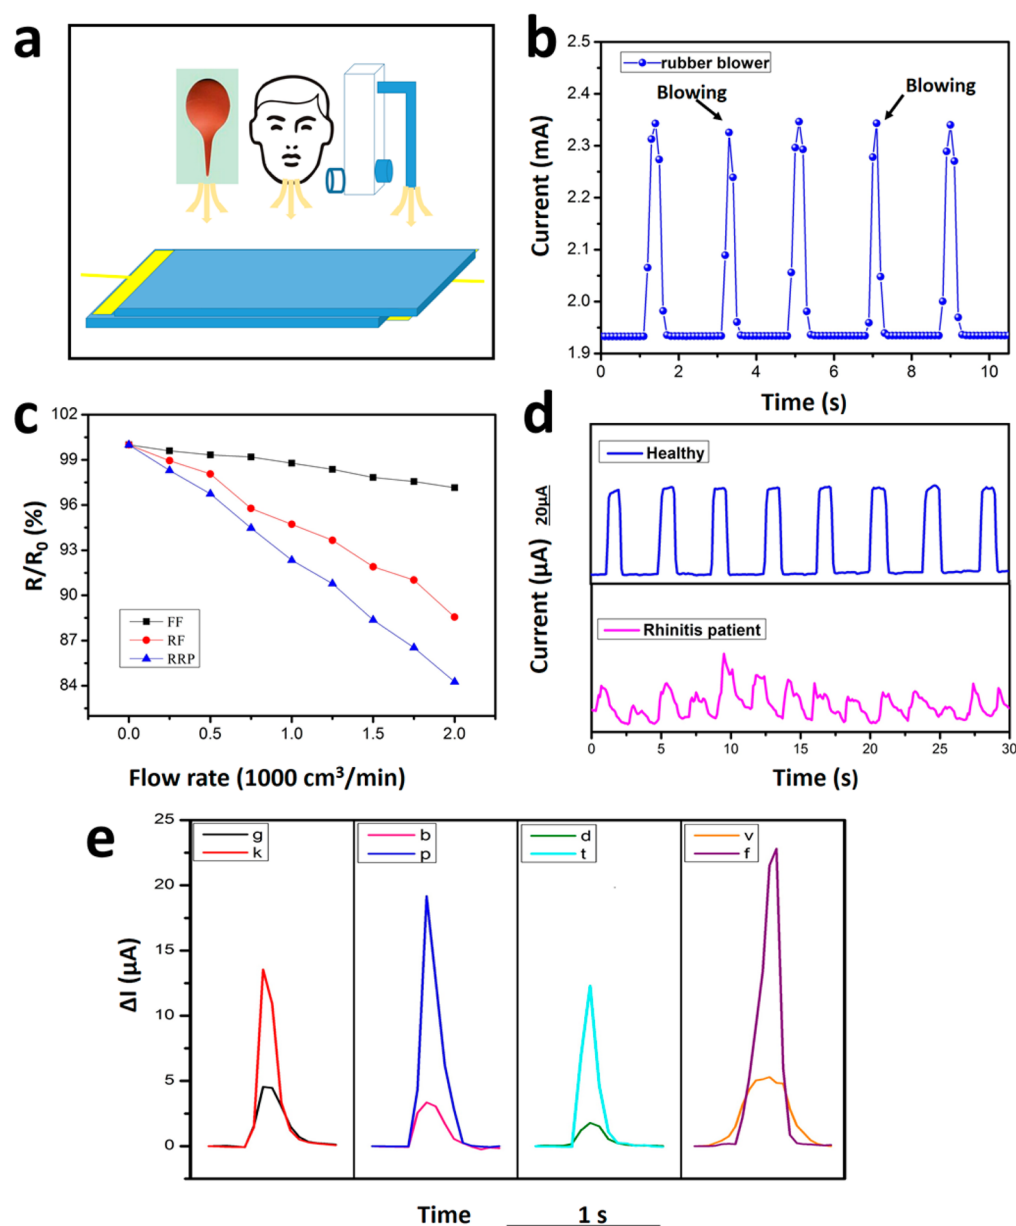 a
b
2.5
2.4
2.3
2.2
2.1
2.0
1.9
Current (mA)
rubber blower
Blowing
Blowing
0 2 4 6 8 10
Time (s)
c
102
99
96
93
90
87
84
R/R₀ (%)
FF
RF
RRP
0.0 0.5 1.0 1.5 2.0
Flow rate (1000 cm³/min)
d
Healthy
20μA
Current (μA)
Rhinitis patient
0 5 10 15 20 25 30
Time (s)
e
25
20
15
10
5
0
ΔI (μA)
g
k
b
p
d
t
v
f
Time 1 s